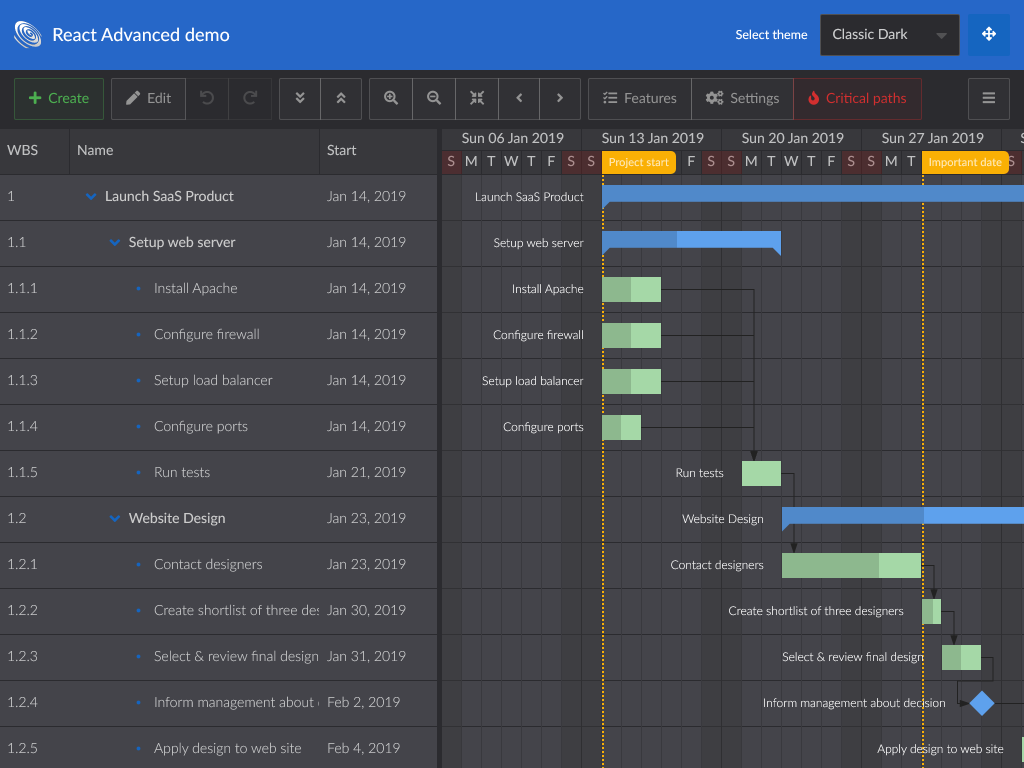 React Advanced demo
Select theme
Classic Dark
Create
Edit
Features
Settings
Critical paths
WBS Name Start
Sun 06 Jan 2019 Sun 13 Jan 2019 Sun 20 Jan 2019 Sun 27 Jan 2019 S
S M T W T F S S Project start F S S M T W T F S S M T Important date S
1 Launch SaaS Product Jan 14, 2019 Launch SaaS Product
1.1 Setup web server Jan 14, 2019 Setup web server
1.1.1 Install Apache Jan 14, 2019 Install Apache
1.1.2 Configure firewall Jan 14, 2019 Configure firewall
1.1.3 Setup load balancer Jan 14, 2019 Setup load balancer
1.1.4 Configure ports Jan 14, 2019 Configure ports
1.1.5 Run tests Jan 21, 2019 Run tests
1.2 Website Design Jan 23, 2019 Website Design
1.2.1 Contact designers Jan 23, 2019 Contact designers
1.2.2 Create shortlist of three des Jan 30, 2019 Create shortlist of three designers
1.2.3 Select & review final design Jan 31, 2019 Select & review final design
1.2.4 Inform management about Feb 2, 2019 Inform management about decision
1.2.5 Apply design to web site Feb 4, 2019 Apply design to web site